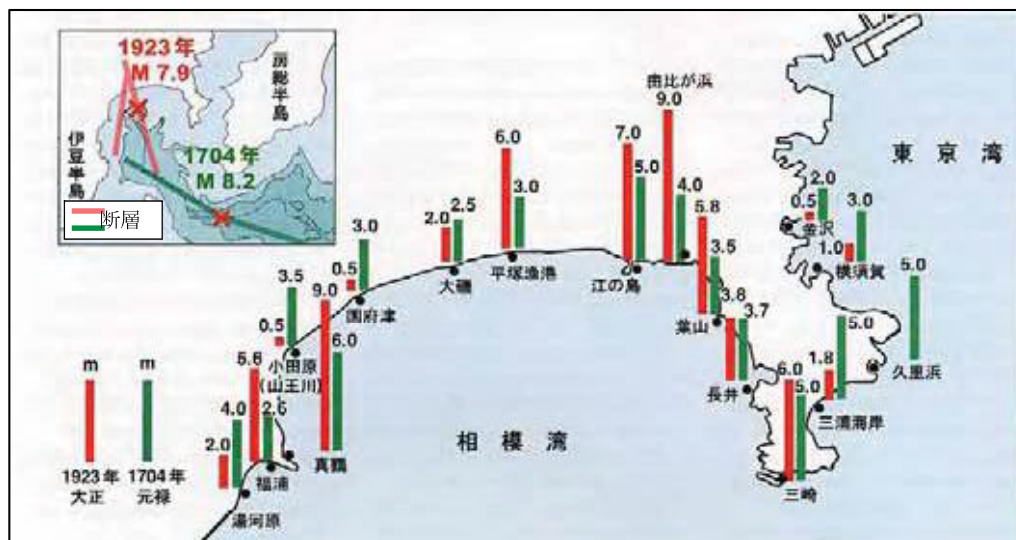 1923年
M 7.9
房総半島
伊豆半島
1704年
M 8.2
断層
由比が浜
9.0
7.0
5.0
4.0
6.0
3.0
東京湾
2.0
0.5
金沢
3.0
1.0
横須賀
2.0
2.5
大磯
平塚漁港
江の島
5.8
3.5
葉山
3.0
0.5
国府津
3.5
0.5
小田原
(山王川)
9.0
6.0
真鶴
3.8
3.7
長井
5.0
久里浜
5.0
1.8
三浦海岸
6.0
5.0
三崎
5.6
2.6
福浦
4.0
2.0
湯河原
相模湾
m
m
1923年
大正
1704年
元禄